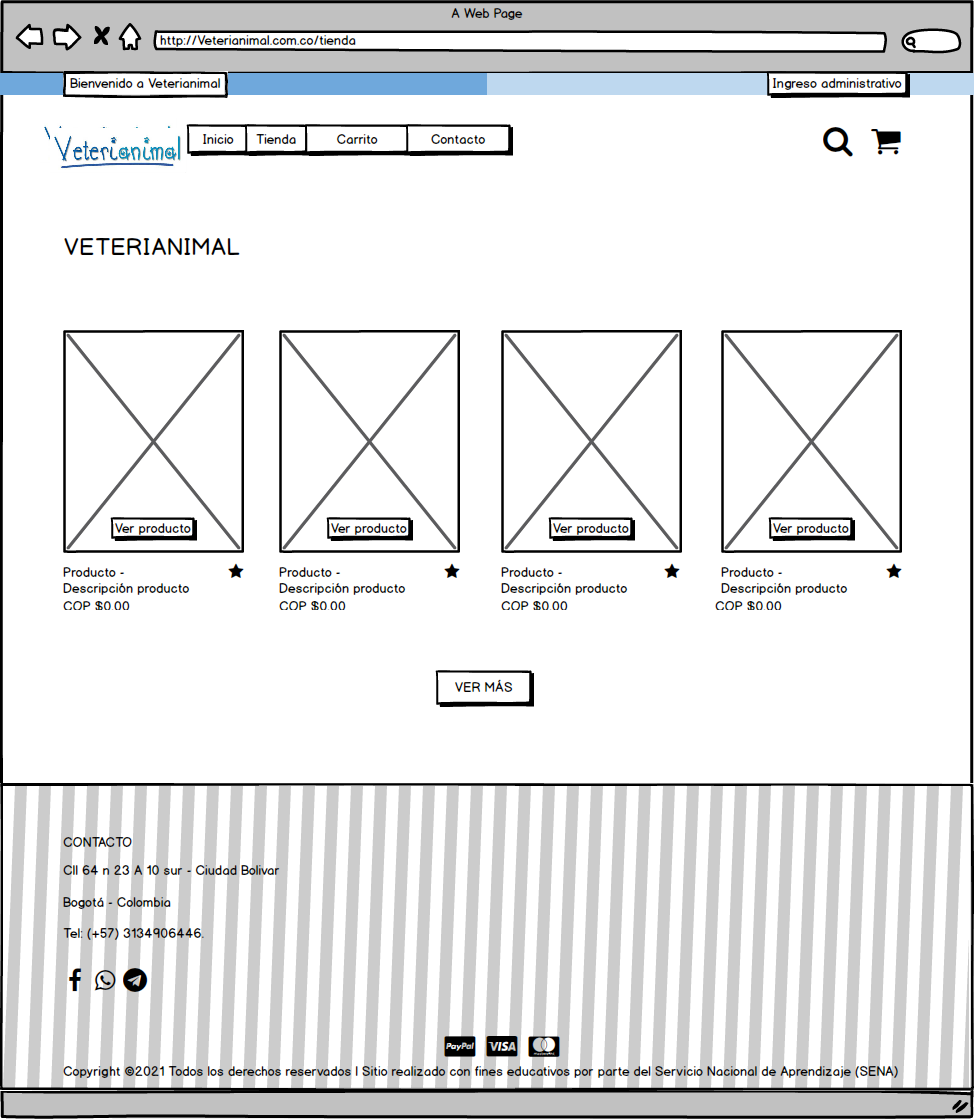 A Web Page
http://Veterianimal.com.co/tienda
Bienvenido a Veterianimal
Ingreso administrativo
Veterianimal
Inicio Tienda Carrito Contacto
VETERIANIMAL
Ver producto Ver producto Ver producto Ver producto
Producto - Producto - Producto - Producto -
Descripción producto Descripción producto Descripción producto Descripción producto
COP $0.00 COP $0.00 COP $0.00 COP $0.00
VER MÁS
CONTACTO
Cll 64 n 23 A 10 sur - Ciudad Bolivar
Bogotá - Colombia
Tel: (+57) 3134906446.
PayPal VISA mastercard
Copyright ©2021 Todos los derechos reservados | Sitio realizado con fines educativos por parte del Servicio Nacional de Aprendizaje (SENA)